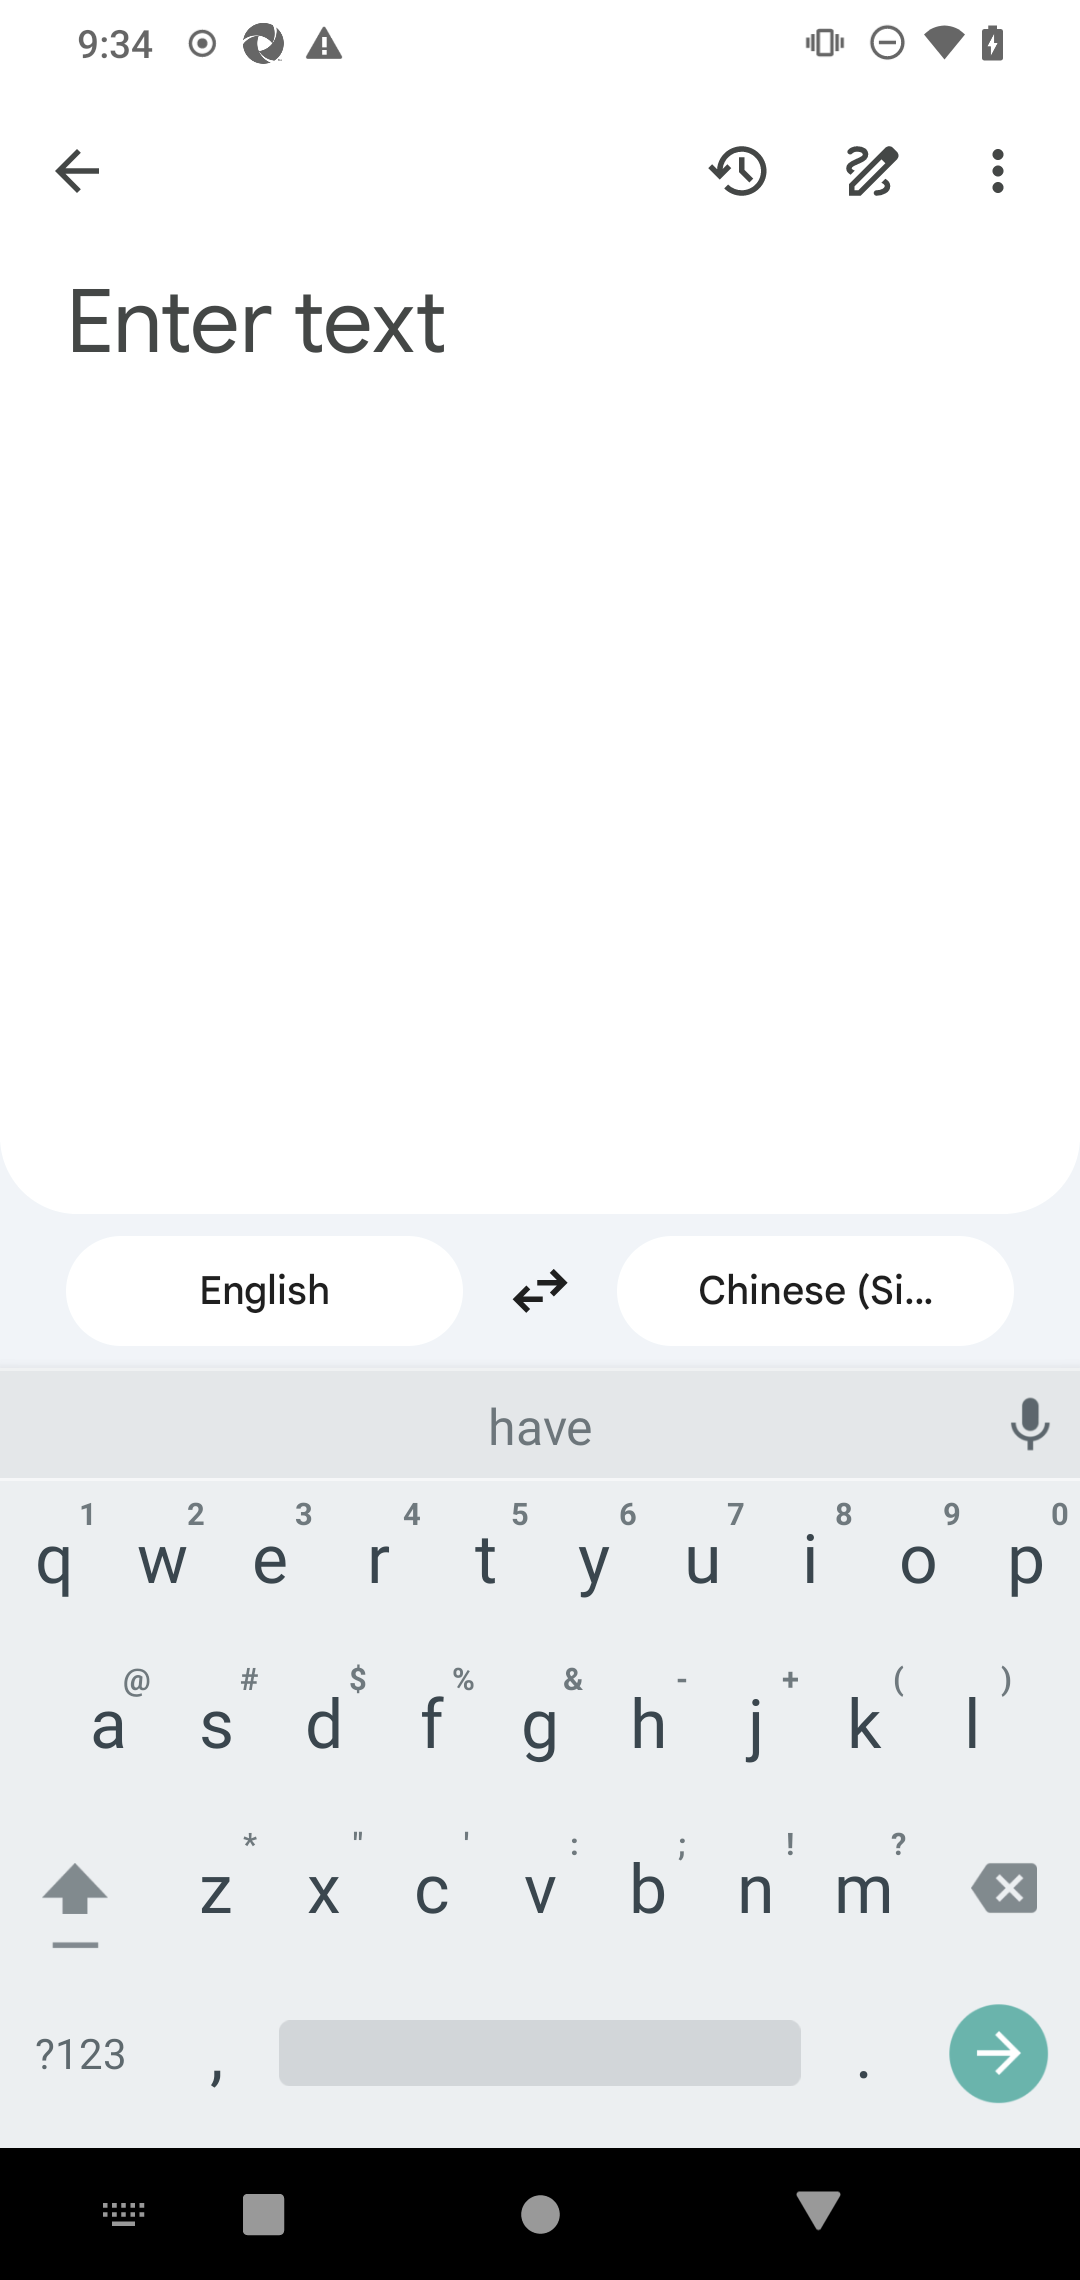 9:34
Enter text
English
Chinese (Si...
have
1 2 3 4 5 6 7 8 9 0
q w e r t y u i o p
@ # $ % & - + ( )
a s d f g h j k l
* " ' : ; ! ?
z x c v b n m
?123 , .